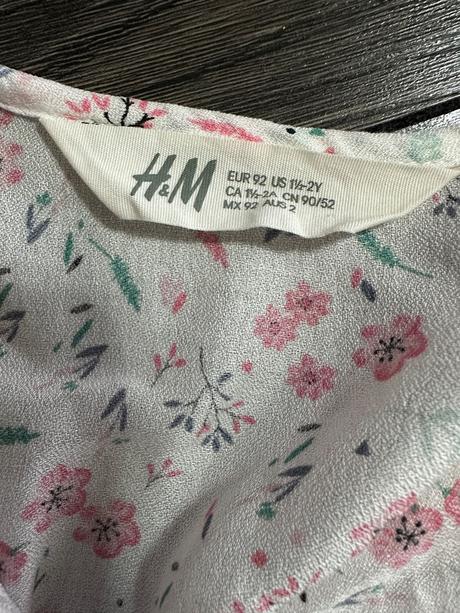 H&M
EUR 92 US 1½-2Y
CA 1½-2A CN 90/52
MX 92 AUS 2